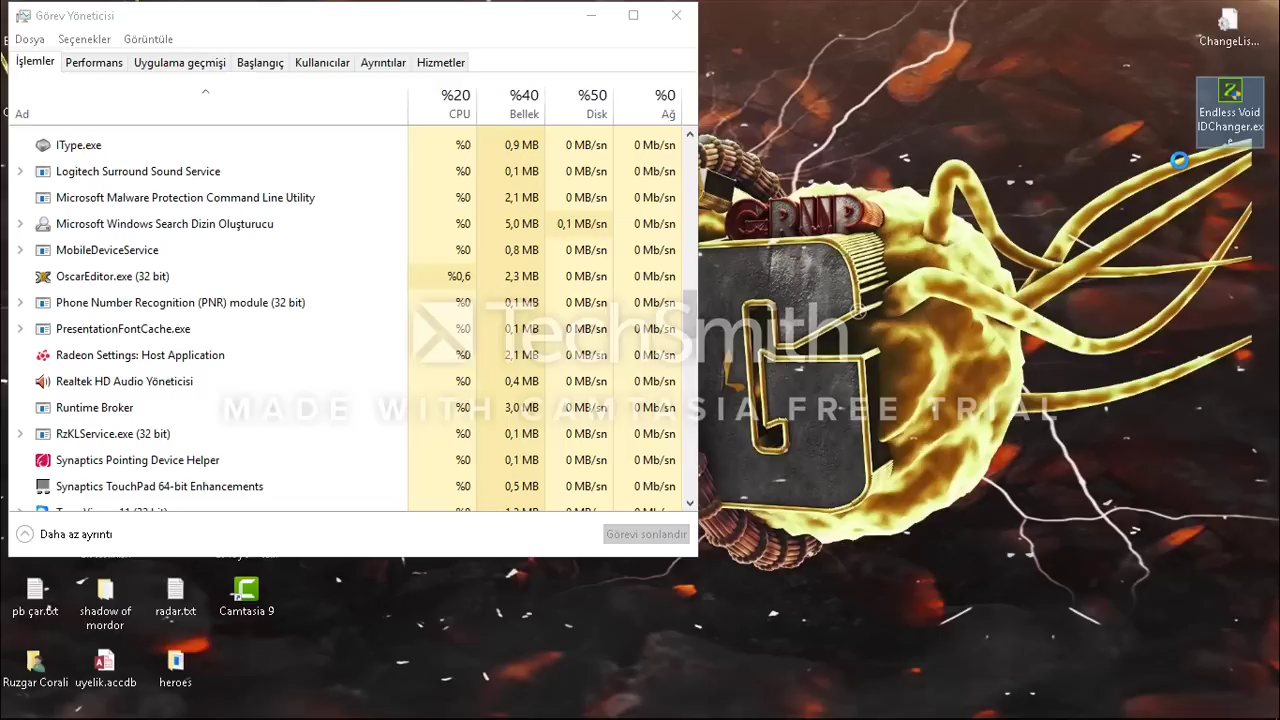 Görev Yöneticisi
Dosya Seçenekler Görüntüle
İşlemler Performans Uygulama geçmişi Başlangıç Kullanıcılar Ayrıntılar Hizmetler
%20 %40 %50 %0
Ad CPU Bellek Disk Ağ
IType.exe %0 0,9 MB 0 MB/sn 0 Mb/sn
Logitech Surround Sound Service %0 0,1 MB 0 MB/sn 0 Mb/sn
Microsoft Malware Protection Command Line Utility %0 2,1 MB 0 MB/sn 0 Mb/sn
Microsoft Windows Search Dizin Oluşturucu %0 5,0 MB 0,1 MB/sn 0 Mb/sn
MobileDeviceService %0 0,8 MB 0 MB/sn 0 Mb/sn
OscarEditor.exe (32 bit) %0,6 2,3 MB 0 MB/sn 0 Mb/sn
Phone Number Recognition (PNR) module (32 bit) %0 0,1 MB 0 MB/sn 0 Mb/sn
PresentationFontCache.exe %0 0,1 MB 0 MB/sn 0 Mb/sn
Radeon Settings: Host Application %0 2,1 MB 0 MB/sn 0 Mb/sn
Realtek HD Audio Yöneticisi %0 0,4 MB 0 MB/sn 0 Mb/sn
Runtime Broker %0 3,0 MB 0 MB/sn 0 Mb/sn
RzKLService.exe (32 bit) %0 0,1 MB 0 MB/sn 0 Mb/sn
Synaptics Pointing Device Helper %0 0,1 MB 0 MB/sn 0 Mb/sn
Synaptics TouchPad 64-bit Enhancements %0 0,5 MB 0 MB/sn 0 Mb/sn
Daha az ayrıntı Görevi sonlandır
ChangeLis...
Endless Void
IDChanger.ex
e
GRUP
TechSmith
MADE WITH CAMTASIA FREE TRIAL
pb çar.txt
shadow of
mordor
radar.txt
Camtasia 9
Ruzgar Corali
uyelik.accdb
heroes